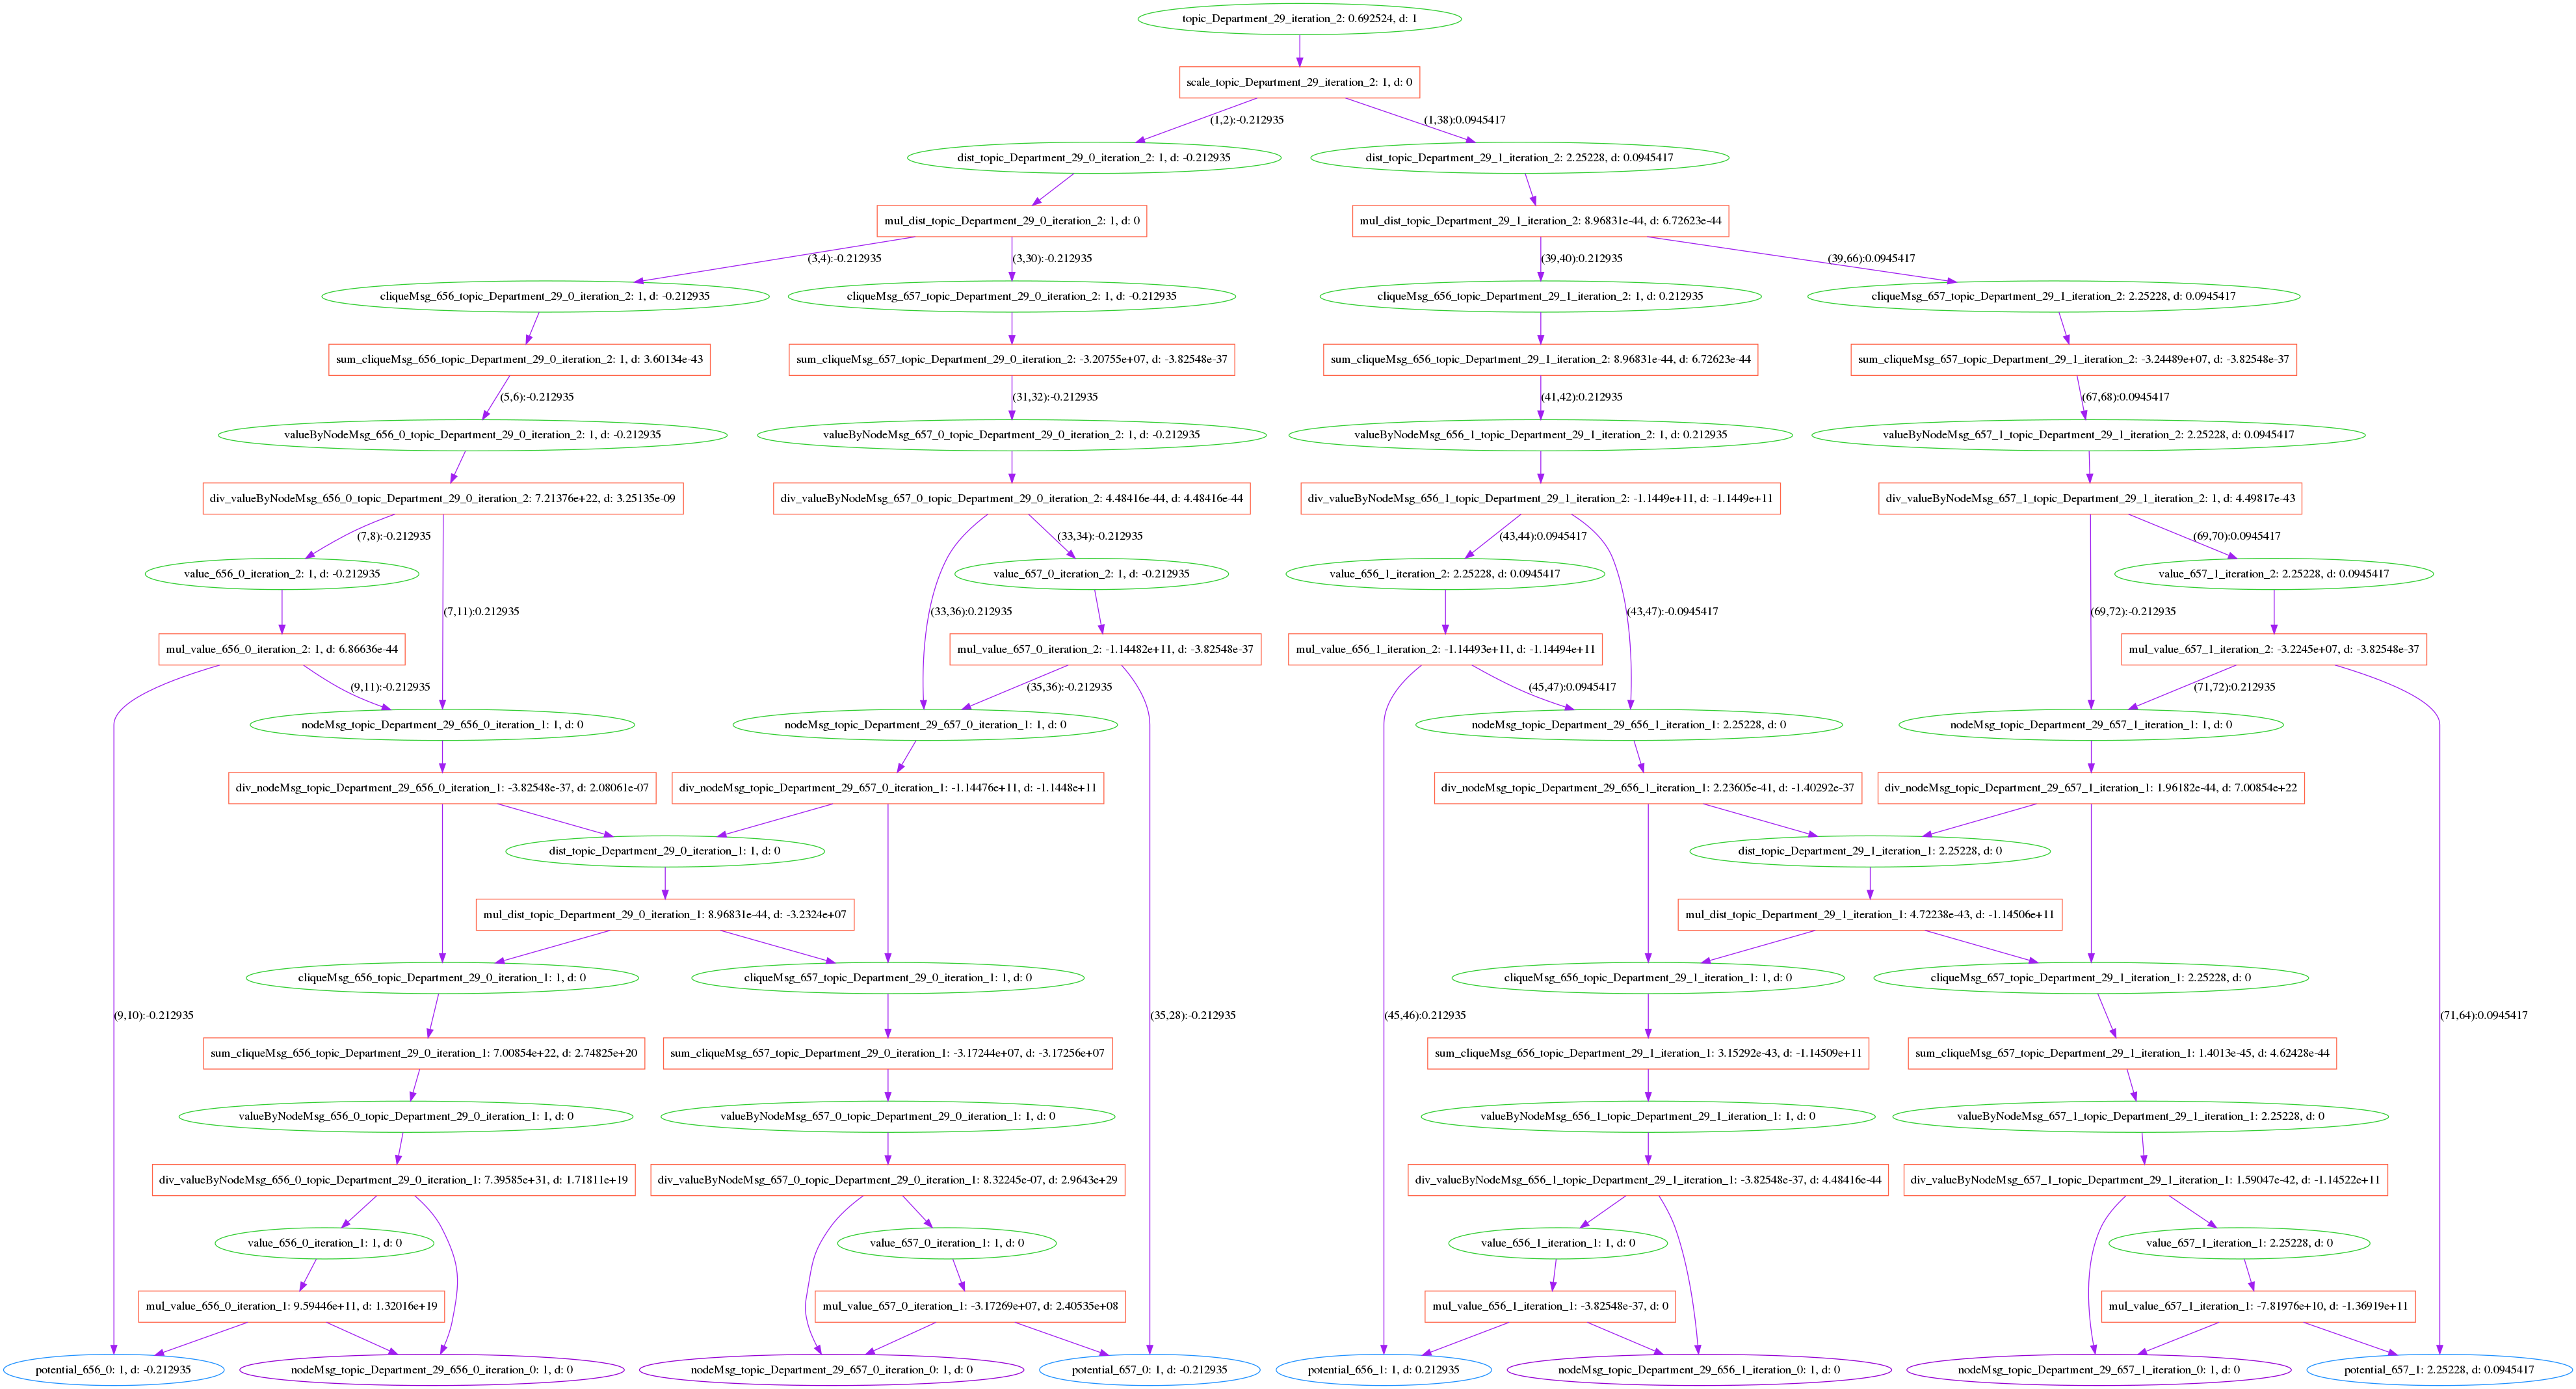 topic_Department_29_iteration_2: 0.692524, d: 1
scale_topic_Department_29_iteration_2: 1, d: 0
(1,2):-0.212935
(1,38):0.0945417
dist_topic_Department_29_0_iteration_2: 1, d: -0.212935
dist_topic_Department_29_1_iteration_2: 2.25228, d: 0.0945417
mul_dist_topic_Department_29_0_iteration_2: 1, d: 0
mul_dist_topic_Department_29_1_iteration_2: 8.96831e-44, d: 6.72623e-44
(3,4):-0.212935
(3,30):-0.212935
(39,40):0.212935
(39,66):0.0945417
cliqueMsg_656_topic_Department_29_0_iteration_2: 1, d: -0.212935
cliqueMsg_657_topic_Department_29_0_iteration_2: 1, d: -0.212935
cliqueMsg_656_topic_Department_29_1_iteration_2: 1, d: 0.212935
cliqueMsg_657_topic_Department_29_1_iteration_2: 2.25228, d: 0.0945417
sum_cliqueMsg_656_topic_Department_29_0_iteration_2: 1, d: 3.60134e-43
sum_cliqueMsg_657_topic_Department_29_0_iteration_2: -3.20755e+07, d: -3.82548e-37
sum_cliqueMsg_656_topic_Department_29_1_iteration_2: 8.96831e-44, d: 6.72623e-44
sum_cliqueMsg_657_topic_Department_29_1_iteration_2: -3.24489e+07, d: -3.82548e-37
(5,6):-0.212935
(31,32):-0.212935
(41,42):0.212935
(67,68):0.0945417
valueByNodeMsg_656_0_topic_Department_29_0_iteration_2: 1, d: -0.212935
valueByNodeMsg_657_0_topic_Department_29_0_iteration_2: 1, d: -0.212935
valueByNodeMsg_656_1_topic_Department_29_1_iteration_2: 1, d: 0.212935
valueByNodeMsg_657_1_topic_Department_29_1_iteration_2: 2.25228, d: 0.0945417
div_valueByNodeMsg_656_0_topic_Department_29_0_iteration_2: 7.21376e+22, d: 3.25135e-09
div_valueByNodeMsg_657_0_topic_Department_29_0_iteration_2: 4.48416e-44, d: 4.48416e-44
div_valueByNodeMsg_656_1_topic_Department_29_1_iteration_2: -1.1449e+11, d: -1.1449e+11
div_valueByNodeMsg_657_1_topic_Department_29_1_iteration_2: 1, d: 4.49817e-43
(7,8):-0.212935
(33,34):-0.212935
(43,44):0.0945417
(69,70):0.0945417
value_656_0_iteration_2: 1, d: -0.212935
value_657_0_iteration_2: 1, d: -0.212935
value_656_1_iteration_2: 2.25228, d: 0.0945417
value_657_1_iteration_2: 2.25228, d: 0.0945417
(7,11):0.212935
(33,36):0.212935
(43,47):-0.0945417
(69,72):-0.212935
mul_value_656_0_iteration_2: 1, d: 6.86636e-44
mul_value_657_0_iteration_2: -1.14482e+11, d: -3.82548e-37
mul_value_656_1_iteration_2: -1.14493e+11, d: -1.14494e+11
mul_value_657_1_iteration_2: -3.2245e+07, d: -3.82548e-37
(9,11):-0.212935
(35,36):-0.212935
(45,47):0.0945417
(71,72):0.212935
nodeMsg_topic_Department_29_656_0_iteration_1: 1, d: 0
nodeMsg_topic_Department_29_657_0_iteration_1: 1, d: 0
nodeMsg_topic_Department_29_656_1_iteration_1: 2.25228, d: 0
nodeMsg_topic_Department_29_657_1_iteration_1: 1, d: 0
div_nodeMsg_topic_Department_29_656_0_iteration_1: -3.82548e-37, d: 2.08061e-07
div_nodeMsg_topic_Department_29_657_0_iteration_1: -1.14476e+11, d: -1.1448e+11
div_nodeMsg_topic_Department_29_656_1_iteration_1: 2.23605e-41, d: -1.40292e-37
div_nodeMsg_topic_Department_29_657_1_iteration_1: 1.96182e-44, d: 7.00854e+22
dist_topic_Department_29_0_iteration_1: 1, d: 0
dist_topic_Department_29_1_iteration_1: 2.25228, d: 0
mul_dist_topic_Department_29_0_iteration_1: 8.96831e-44, d: -3.2324e+07
mul_dist_topic_Department_29_1_iteration_1: 4.72238e-43, d: -1.14506e+11
cliqueMsg_656_topic_Department_29_0_iteration_1: 1, d: 0
cliqueMsg_657_topic_Department_29_0_iteration_1: 1, d: 0
cliqueMsg_656_topic_Department_29_1_iteration_1: 1, d: 0
cliqueMsg_657_topic_Department_29_1_iteration_1: 2.25228, d: 0
(9,10):-0.212935
(35,28):-0.212935
(45,46):0.212935
(71,64):0.0945417
sum_cliqueMsg_656_topic_Department_29_0_iteration_1: 7.00854e+22, d: 2.74825e+20
sum_cliqueMsg_657_topic_Department_29_0_iteration_1: -3.17244e+07, d: -3.17256e+07
sum_cliqueMsg_656_topic_Department_29_1_iteration_1: 3.15292e-43, d: -1.14509e+11
sum_cliqueMsg_657_topic_Department_29_1_iteration_1: 1.4013e-45, d: 4.62428e-44
valueByNodeMsg_656_0_topic_Department_29_0_iteration_1: 1, d: 0
valueByNodeMsg_657_0_topic_Department_29_0_iteration_1: 1, d: 0
valueByNodeMsg_656_1_topic_Department_29_1_iteration_1: 1, d: 0
valueByNodeMsg_657_1_topic_Department_29_1_iteration_1: 2.25228, d: 0
div_valueByNodeMsg_656_0_topic_Department_29_0_iteration_1: 7.39585e+31, d: 1.71811e+19
div_valueByNodeMsg_657_0_topic_Department_29_0_iteration_1: 8.32245e-07, d: 2.9643e+29
div_valueByNodeMsg_656_1_topic_Department_29_1_iteration_1: -3.82548e-37, d: 4.48416e-44
div_valueByNodeMsg_657_1_topic_Department_29_1_iteration_1: 1.59047e-42, d: -1.14522e+11
value_656_0_iteration_1: 1, d: 0
value_657_0_iteration_1: 1, d: 0
value_656_1_iteration_1: 1, d: 0
value_657_1_iteration_1: 2.25228, d: 0
mul_value_656_0_iteration_1: 9.59446e+11, d: 1.32016e+19
mul_value_657_0_iteration_1: -3.17269e+07, d: 2.40535e+08
mul_value_656_1_iteration_1: -3.82548e-37, d: 0
mul_value_657_1_iteration_1: -7.81976e+10, d: -1.36919e+11
potential_656_0: 1, d: -0.212935
nodeMsg_topic_Department_29_656_0_iteration_0: 1, d: 0
nodeMsg_topic_Department_29_657_0_iteration_0: 1, d: 0
potential_657_0: 1, d: -0.212935
potential_656_1: 1, d: 0.212935
nodeMsg_topic_Department_29_656_1_iteration_0: 1, d: 0
nodeMsg_topic_Department_29_657_1_iteration_0: 1, d: 0
potential_657_1: 2.25228, d: 0.0945417